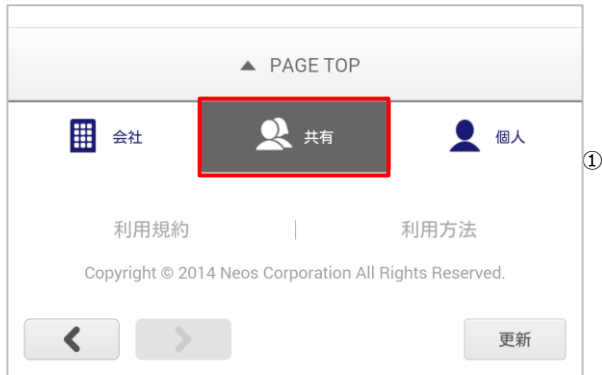 ▲ PAGE TOP
会社 共有 個人
①
利用規約 | 利用方法
Copyright © 2014 Neos Corporation All Rights Reserved.
更新